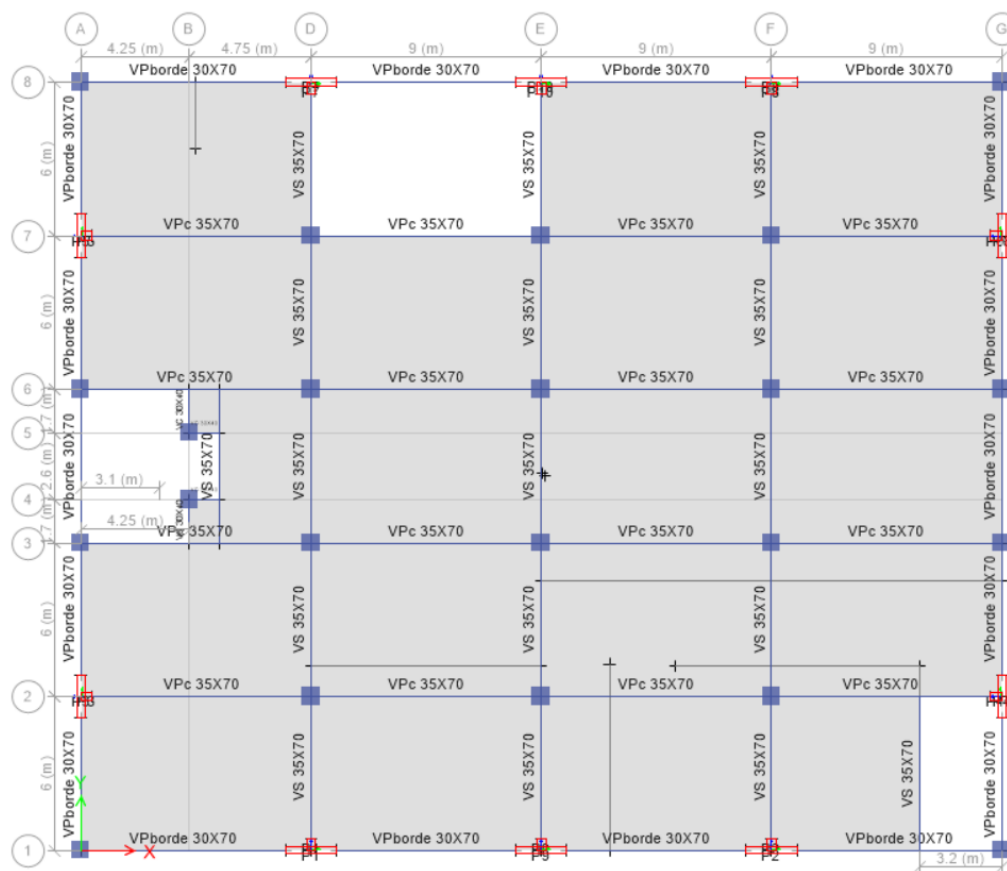 A B D E F G
4.25 (m) 4.75 (m) 9 (m) 9 (m) 9 (m)
VPborde 30X70 VPborde 30X70 VPborde 30X70 VPborde 30X70
8
VPborde 30X70 VS 35X70 VS 35X70 VS 35X70 VPborde 30X70
6 (m)
VPc 35X70 VPc 35X70 VPc 35X70 VPc 35X70
7
VPborde 30X70 VS 35X70 VS 35X70 VS 35X70 VPborde 30X70
6 (m)
VPc 35X70 VPc 35X70 VPc 35X70 VPc 35X70
6
VC 30X40
5
VPborde 30X70 VS 35X70 VS 35X70 VS 35X70 VS 35X70 VPborde 30X70
2.6 (m)
3.1 (m)
4
4.25 (m)
VPc 35X70 VPc 35X70 VPc 35X70 VPc 35X70
3
VPborde 30X70 VS 35X70 VS 35X70 VS 35X70 VPborde 30X70
6 (m)
VPc 35X70 VPc 35X70 VPc 35X70 VPc 35X70
2
VPborde 30X70 VS 35X70 VS 35X70 VS 35X70 VS 35X70 VPborde 30X70
6 (m)
Y
VPborde 30X70 VPborde 30X70 VPborde 30X70 VPborde 30X70
1 X P1 P2
3.2 (m)